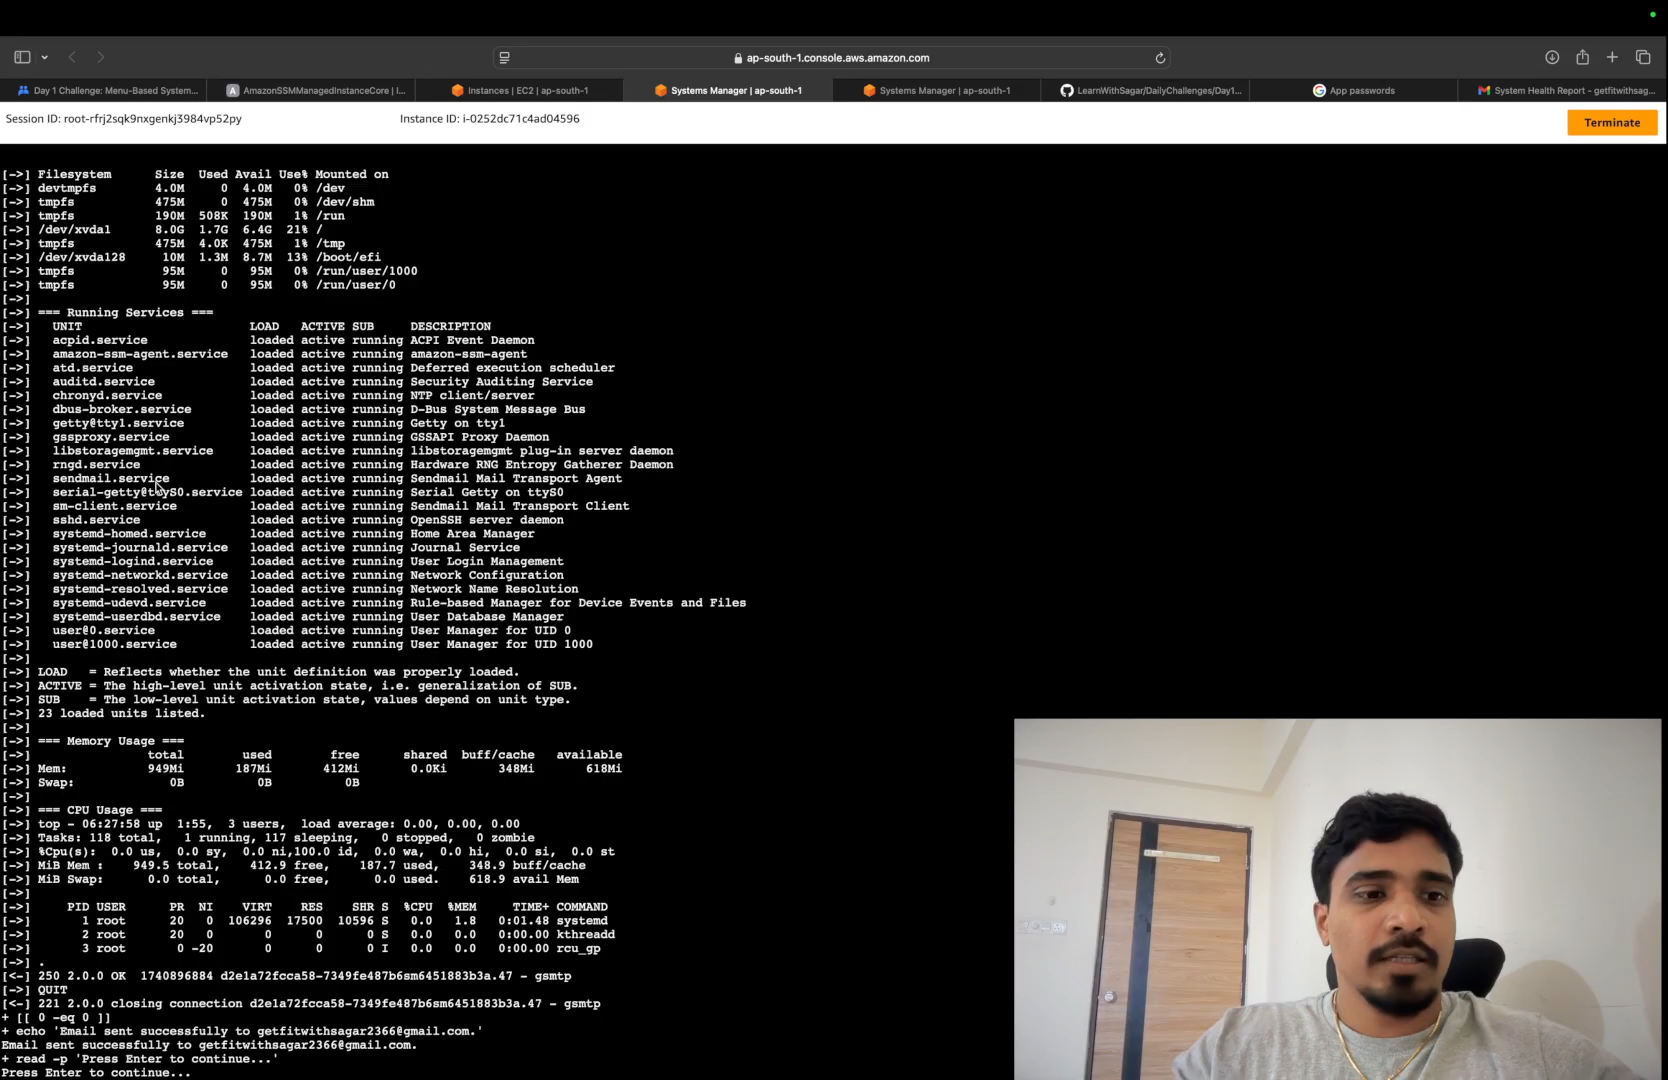 ap-south-1.console.aws.amazon.com
Day 1 Challenge: Menu-Based System...
AmazonSSMManagedInstanceCore | I...
Instances | EC2 | ap-south-1
Systems Manager | ap-south-1
Systems Manager | ap-south-1
LearnWithSagar/DailyChallenges/Day1...
App passwords
System Health Report - getfitwithsag...
Session ID: root-rfrj2sqk9nxgenkj3984vp52py
Instance ID: i-0252dc71c4ad04596
Terminate
[->] Filesystem Size Used Avail Use% Mounted on
[->] devtmpfs 4.0M 0 4.0M 0% /dev
[->] tmpfs 475M 0 475M 0% /dev/shm
[->] tmpfs 190M 508K 190M 1% /run
[->] /dev/xvda1 8.0G 1.7G 6.4G 21% /
[->] tmpfs 475M 4.0K 475M 1% /tmp
[->] /dev/xvda128 10M 1.3M 8.7M 13% /boot/efi
[->] tmpfs 95M 0 95M 0% /run/user/1000
[->] tmpfs 95M 0 95M 0% /run/user/0
[->]
[->] === Running Services ===
[->] UNIT LOAD ACTIVE SUB DESCRIPTION
[->] acpid.service loaded active running ACPI Event Daemon
[->] amazon-ssm-agent.service loaded active running amazon-ssm-agent
[->] atd.service loaded active running Deferred execution scheduler
[->] auditd.service loaded active running Security Auditing Service
[->] chronyd.service loaded active running NTP client/server
[->] dbus-broker.service loaded active running D-Bus System Message Bus
[->] getty@tty1.service loaded active running Getty on tty1
[->] gssproxy.service loaded active running GSSAPI Proxy Daemon
[->] libstoragemgmt.service loaded active running libstoragemgmt plug-in server daemon
[->] rngd.service loaded active running Hardware RNG Entropy Gatherer Daemon
[->] sendmail.service loaded active running Sendmail Mail Transport Agent
[->] serial-getty@ttyS0.service loaded active running Serial Getty on ttyS0
[->] sm-client.service loaded active running Sendmail Mail Transport Client
[->] sshd.service loaded active running OpenSSH server daemon
[->] systemd-homed.service loaded active running Home Area Manager
[->] systemd-journald.service loaded active running Journal Service
[->] systemd-logind.service loaded active running User Login Management
[->] systemd-networkd.service loaded active running Network Configuration
[->] systemd-resolved.service loaded active running Network Name Resolution
[->] systemd-udevd.service loaded active running Rule-based Manager for Device Events and Files
[->] systemd-userdbd.service loaded active running User Database Manager
[->] user@0.service loaded active running User Manager for UID 0
[->] user@1000.service loaded active running User Manager for UID 1000
[->]
[->] LOAD = Reflects whether the unit definition was properly loaded.
[->] ACTIVE = The high-level unit activation state, i.e. generalization of SUB.
[->] SUB = The low-level unit activation state, values depend on unit type.
[->] 23 loaded units listed.
[->]
[->] === Memory Usage ===
[->] total used free shared buff/cache available
[->] Mem: 949Mi 187Mi 412Mi 0.0Ki 348Mi 618Mi
[->] Swap: 0B 0B 0B
[->]
[->] === CPU Usage ===
[->] top - 06:27:58 up 1:55, 3 users, load average: 0.00, 0.00, 0.00
[->] Tasks: 118 total, 1 running, 117 sleeping, 0 stopped, 0 zombie
[->] %Cpu(s): 0.0 us, 0.0 sy, 0.0 ni,100.0 id, 0.0 wa, 0.0 hi, 0.0 si, 0.0 st
[->] MiB Mem : 949.5 total, 412.9 free, 187.7 used, 348.9 buff/cache
[->] MiB Swap: 0.0 total, 0.0 free, 0.0 used. 618.9 avail Mem
[->]
[->] PID USER PR NI VIRT RES SHR S %CPU %MEM TIME+ COMMAND
[->] 1 root 20 0 106296 17500 10596 S 0.0 1.8 0:01.48 systemd
[->] 2 root 20 0 0 0 0 S 0.0 0.0 0:00.00 kthreadd
[->] 3 root 0 -20 0 0 0 I 0.0 0.0 0:00.00 rcu_gp
[->] .
[<-] 250 2.0.0 OK 1740896884 d2e1a72fcca58-7349fe487b6sm6451883b3a.47 - gsmtp
[->] QUIT
[<-] 221 2.0.0 closing connection d2e1a72fcca58-7349fe487b6sm6451883b3a.47 - gsmtp
+ [[ 0 -eq 0 ]]
+ echo 'Email sent successfully to getfitwithsagar2366@gmail.com.'
Email sent successfully to getfitwithsagar2366@gmail.com.
+ read -p 'Press Enter to continue...'
Press Enter to continue...